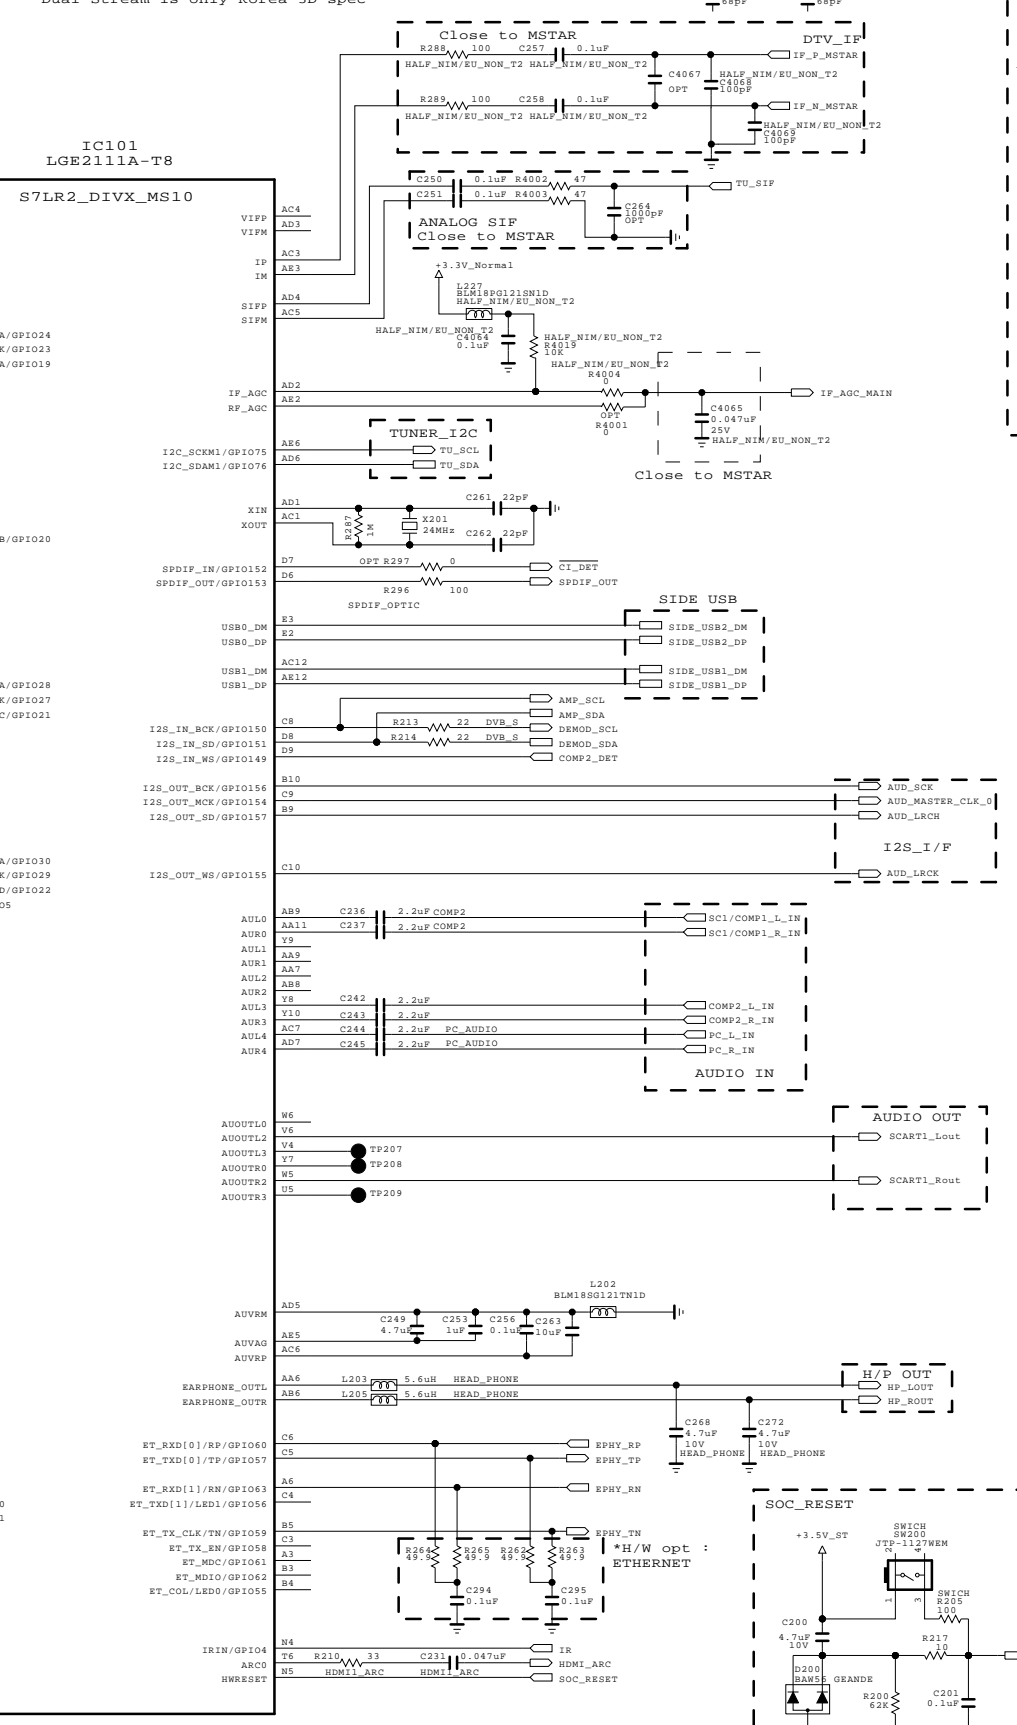 Dual Stream is only Korea 3D spec
68pF
68pF
Close to MSTAR
DTV_IF
R288
100
C257
0.1uF
IF_P_MSTAR
HALF_NIM/EU_NON_T2
HALF_NIM/EU_NON_T2
C4067
OPT
HALF_NIM/EU_NON_T2
C4068
100pF
R289
100
C258
0.1uF
IF_N_MSTAR
HALF_NIM/EU_NON_T2
HALF_NIM/EU_NON_T2
HALF_NIM/EU_NON_T2
C4069
100pF
IC101
LGE2111A-T8
S7LR2_DIVX_MS10
C250
0.1uF
R4002
47
TU_SIF
C251
0.1uF
R4003
47
C264
1000pF
OPT
ANALOG SIF
Close to MSTAR
VIFP
AC4
VIFM
AD3
IP
AC3
IM
AE3
SIFP
AD4
SIFM
AC5
+3.3V_Normal
L227
BLM18PG121SN1D
HALF_NIM/EU_NON_T2
HALF_NIM/EU_NON_T2
C4064
0.1uF
HALF_NIM/EU_NON_T2
R4019
10K
A/GPIO24
K/GPIO23
A/GPIO19
HALF_NIM/EU_NON_T2
R4004
0
IF_AGC
AD2
RF_AGC
AE2
OPT
R4001
0
IF_AGC_MAIN
C4065
0.047uF
25V
HALF_NIM/EU_NON_T2
Close to MSTAR
TUNER_I2C
I2C_SCKM1/GPIO75
AE6
TU_SCL
I2C_SDAM1/GPIO76
AD6
TU_SDA
XIN
AD1
XOUT
AC1
R287
1M
X201
24MHz
C261
22pF
C262
22pF
B/GPIO20
SPDIF_IN/GPIO152
D7
OPT
R297
0
CI_DET
SPDIF_OUT/GPIO153
D6
R296
100
SPDIF_OUT
SPDIF_OPTIC
SIDE USB
USB0_DM
E3
SIDE_USB2_DM
USB0_DP
E2
SIDE_USB2_DP
USB1_DM
AC12
SIDE_USB1_DM
USB1_DP
AE12
SIDE_USB1_DP
A/GPIO28
K/GPIO27
C/GPIO21
AMP_SCL
AMP_SDA
I2S_IN_BCK/GPIO150
C8
R213
22
DVB_S
DEMOD_SCL
I2S_IN_SD/GPIO151
D8
R214
22
DVB_S
DEMOD_SDA
I2S_IN_WS/GPIO149
D9
COMP2_DET
I2S_OUT_BCK/GPIO156
B10
AUD_SCK
I2S_OUT_MCK/GPIO154
C9
AUD_MASTER_CLK_0
I2S_OUT_SD/GPIO157
B9
AUD_LRCH
I2S_I/F
A/GPIO30
K/GPIO29
D/GPIO22
O5
I2S_OUT_WS/GPIO155
C10
AUD_LRCK
AUL0
AB9
C236
2.2uF
COMP2
SC1/COMP1_L_IN
AUR0
AA11
C237
2.2uF
COMP2
SC1/COMP1_R_IN
AUL1
Y9
AUR1
AA9
AUL2
AA7
AUR2
AB8
AUL3
Y8
C242
2.2uF
COMP2_L_IN
AUR3
Y10
C243
2.2uF
COMP2_R_IN
AUL4
AC7
C244
2.2uF
PC_AUDIO
PC_L_IN
AUR4
AD7
C245
2.2uF
PC_AUDIO
PC_R_IN
AUDIO IN
AUDIO OUT
AUOUTL0
W6
AUOUTL2
V6
SCART1_Lout
AUOUTL3
V4
TP207
AUOUTR0
Y7
TP208
AUOUTR2
W5
SCART1_Rout
AUOUTR3
U5
TP209
L202
BLM18SG121TN1D
AUVRM
AD5
C249
4.7uF
C253
1uF
C256
0.1uF
C263
10uF
AUVAG
AE5
AUVRP
AC6
H/P OUT
EARPHONE_OUTL
AA6
L203
5.6uH
HEAD_PHONE
HP_LOUT
EARPHONE_OUTR
AB6
L205
5.6uH
HEAD_PHONE
HP_ROUT
C268
4.7uF
10V
HEAD_PHONE
C272
4.7uF
10V
HEAD_PHONE
ET_RXD[0]/RP/GPIO60
C6
EPHY_RP
ET_TXD[0]/TP/GPIO57
C5
EPHY_TP
ET_RXD[1]/RN/GPIO63
A6
EPHY_RN
ET_TXD[1]/LED1/GPIO56
C4
0
1
ET_TX_CLK/TN/GPIO59
B5
EPHY_TN
ET_TX_EN/GPIO58
C3
ET_MDC/GPIO61
A3
ET_MDIO/GPIO62
B3
ET_COL/LED0/GPIO55
B4
R264
49.9
R265
49.9
R262
49.9
R263
49.9
*H/W opt :
ETHERNET
C294
0.1uF
C295
0.1uF
IRIN/GPIO4
N4
IR
ARC0
T6
R210
33
C231
0.047uF
HDMI_ARC
HDMI1_ARC
HDMI1_ARC
HWRESET
N5
SOC_RESET
SOC_RESET
+3.5V_ST
SWICH
SW200
JTP-1127WEM
2
4
1
3
SWICH
R205
100
C200
4.7uF
10V
R217
10
D200
BAW56
GEANDE
R200
62K
C201
0.1uF